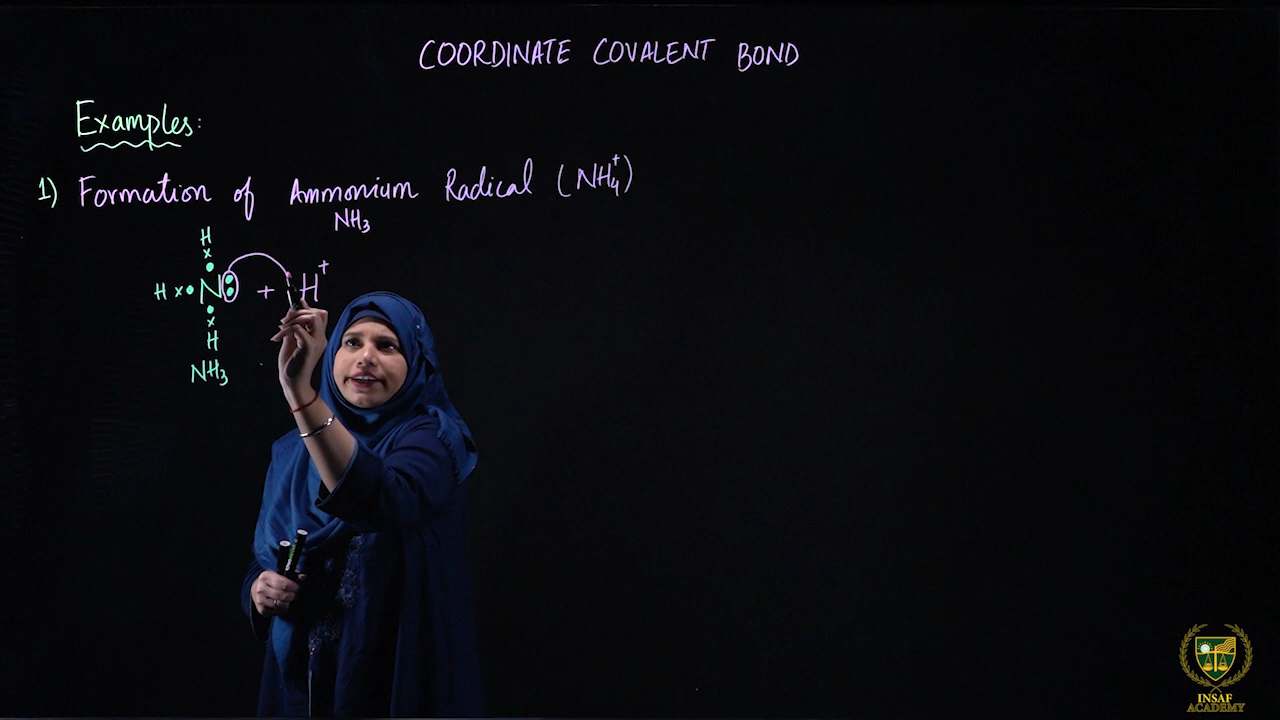 COORDINATE COVALENT BOND
Examples:
1) Formation of Ammonium Radical (NH₄⁺)
NH₃
H
x
H x • N : + H⁺
x
H
NH₃
INSAF
ACADEMY